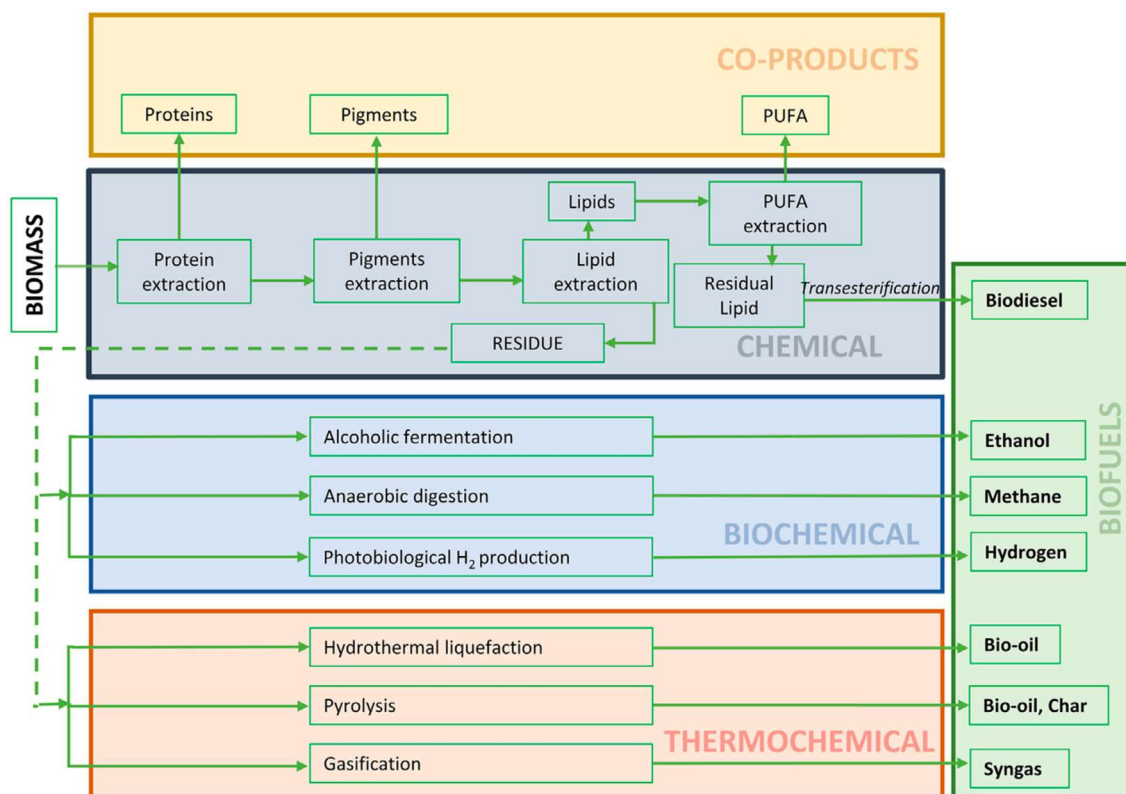 CO-PRODUCTS
Proteins
Pigments
PUFA
BIOMASS
Protein
extraction
Pigments
extraction
Lipids
Lipid
extraction
PUFA
extraction
Residual
Lipid
Transesterification
Biodiesel
RESIDUE
CHEMICAL
BIOFUELS
Alcoholic fermentation
Ethanol
Anaerobic digestion
Methane
BIOCHEMICAL
Photobiological H₂ production
Hydrogen
Hydrothermal liquefaction
Bio-oil
Pyrolysis
Bio-oil, Char
THERMOCHEMICAL
Gasification
Syngas